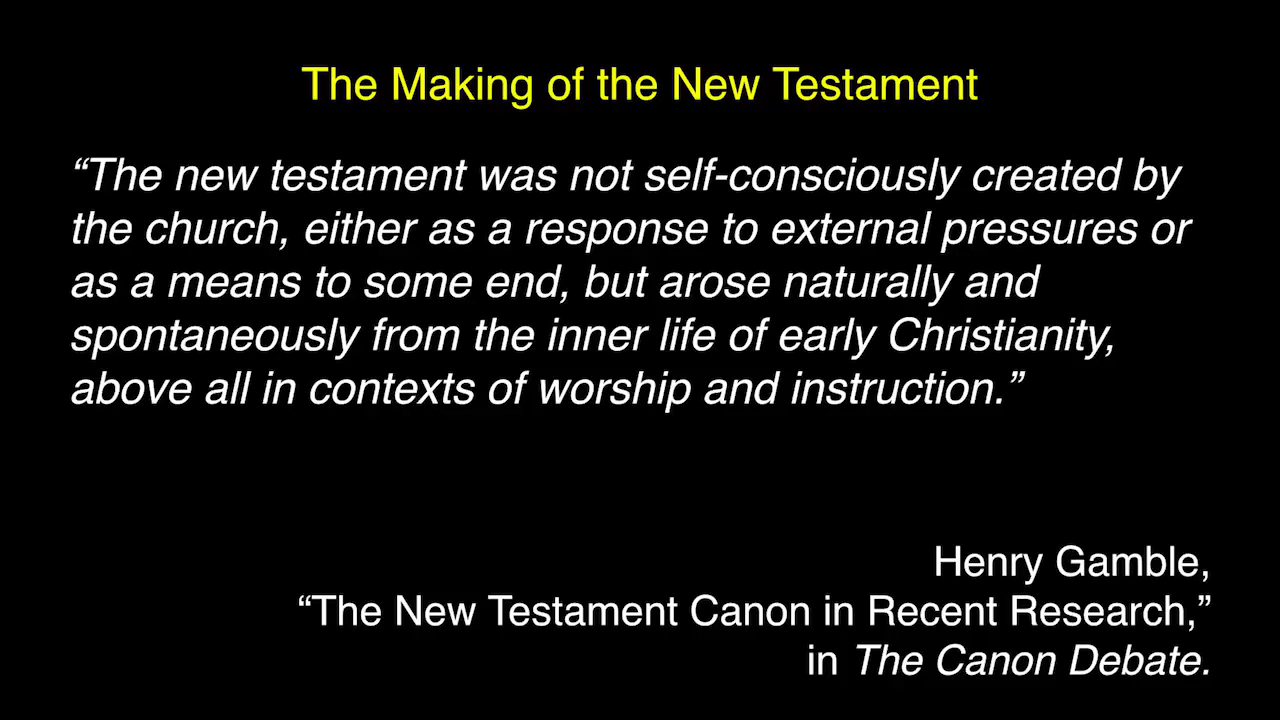 The Making of the New Testament
“The new testament was not self-consciously created by
the church, either as a response to external pressures or
as a means to some end, but arose naturally and
spontaneously from the inner life of early Christianity,
above all in contexts of worship and instruction.”
Henry Gamble,
“The New Testament Canon in Recent Research,”
in The Canon Debate.